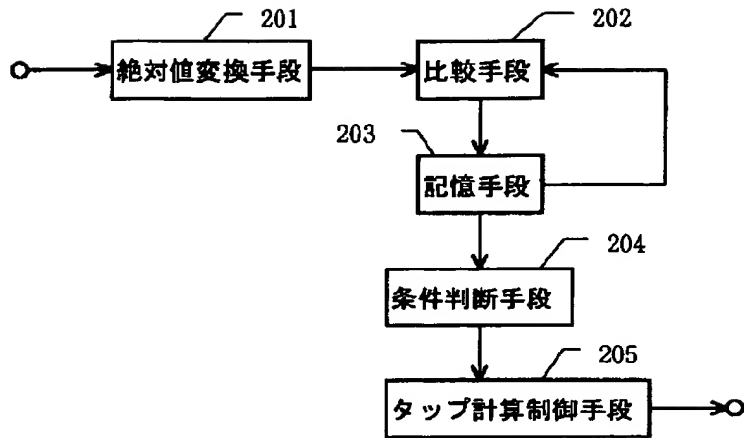 201
絶対値変換手段
202
比較手段
203
記憶手段
204
条件判断手段
205
タップ計算制御手段